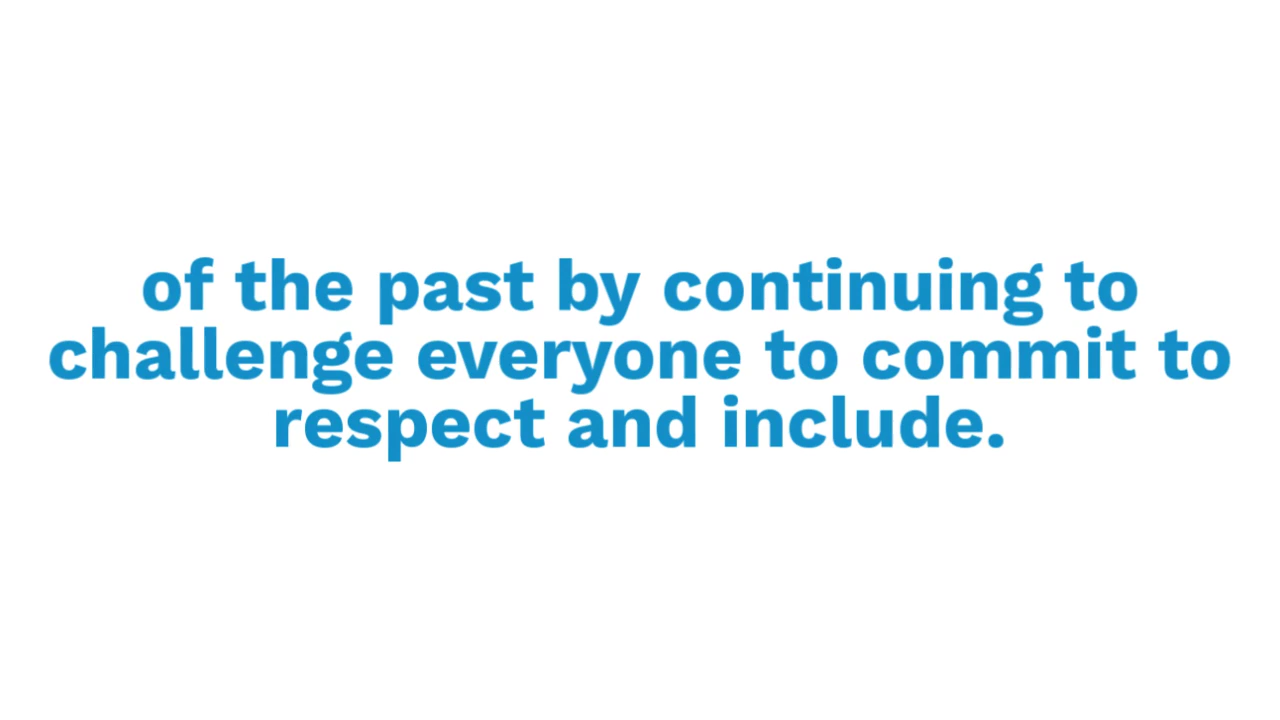 of the past by continuing to
challenge everyone to commit to
respect and include.